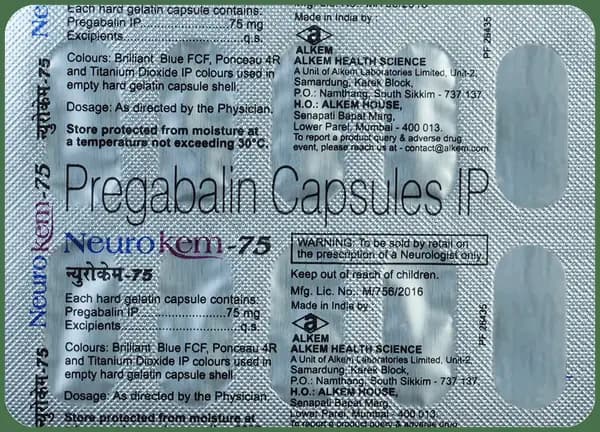 Each hard gelatin capsule contains:
Pregabalin IP.....................75 mg
Excipients.............................q.s.
Colours: Brilliant Blue FCF, Ponceau 4R
and Titanium Dioxide IP colours used in
empty hard gelatin capsule shell
Dosage: As directed by the Physician.
Store protected from moisture at
a temperature not exceeding 30°C.
Made in India by
ALKEM
ALKEM HEALTH SCIENCE
A Unit of Alkem Laboratories Limited, Unit-2,
Samardung, Karek Block,
P.O.: Namthang, South Sikkim - 737 137.
H.O.: ALKEM HOUSE,
Senapati Bapat Marg,
Lower Parel, Mumbai - 400 013.
To report a product query & adverse drug
event, please reach us at - contact@alkem.com
PF 28435
न्युरोकेम-75
Neurokem-75
Pregabalin Capsules IP
Neurokem-75
न्युरोकेम-75
Each hard gelatin capsule contains:
Pregabalin IP.....................75 mg
Excipients.............................q.s.
Colours: Brilliant Blue FCF, Ponceau 4R
and Titanium Dioxide IP colours used in
empty hard gelatin capsule shell
Dosage: As directed by the Physician.
Store protected from moisture at
WARNING: To be sold by retail on
the prescription of a Neurologist only.
Keep out of reach of children.
Mfg. Lic. No.: M/756/2016
Made in India by
ALKEM
ALKEM HEALTH SCIENCE
A Unit of Alkem Laboratories Limited, Unit-2,
Samardung, Karek Block,
P.O.: Namthang, South Sikkim - 737 137.
H.O.: ALKEM HOUSE,
Senapati Bapat Marg,
Lower Parel, Mumbai - 400 013.
To report a product query & adverse drug
PF 28435
न्युरोकेम-75
Neuro